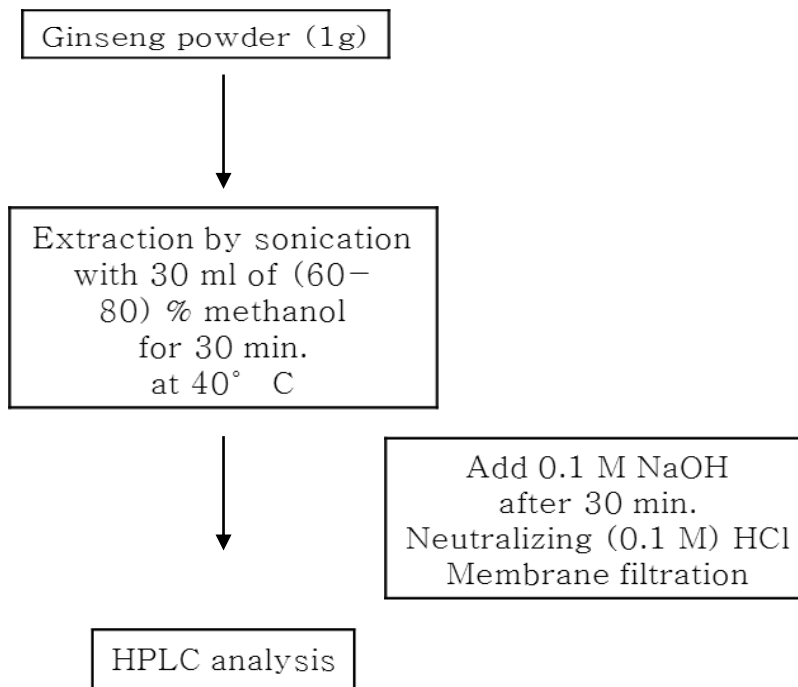 Ginseng powder (1g)
Extraction by sonication
with 30 ml of (60-
80) % methanol
for 30 min.
at 40° C
Add 0.1 M NaOH
after 30 min.
Neutralizing (0.1 M) HCl
Membrane filtration
HPLC analysis